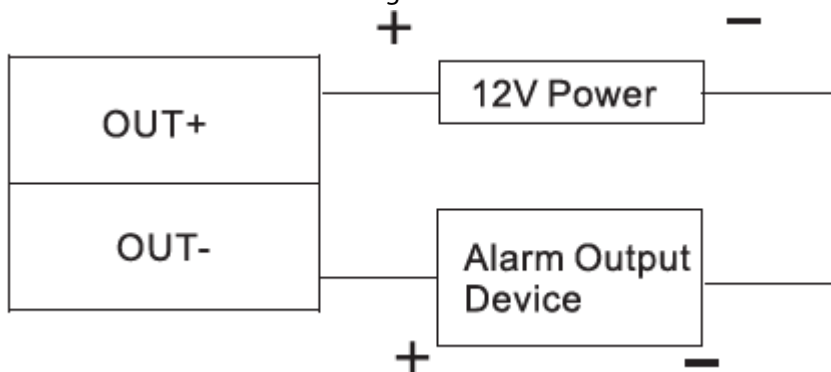 + −
12V Power
OUT+
OUT-
Alarm Output
Device
+ −